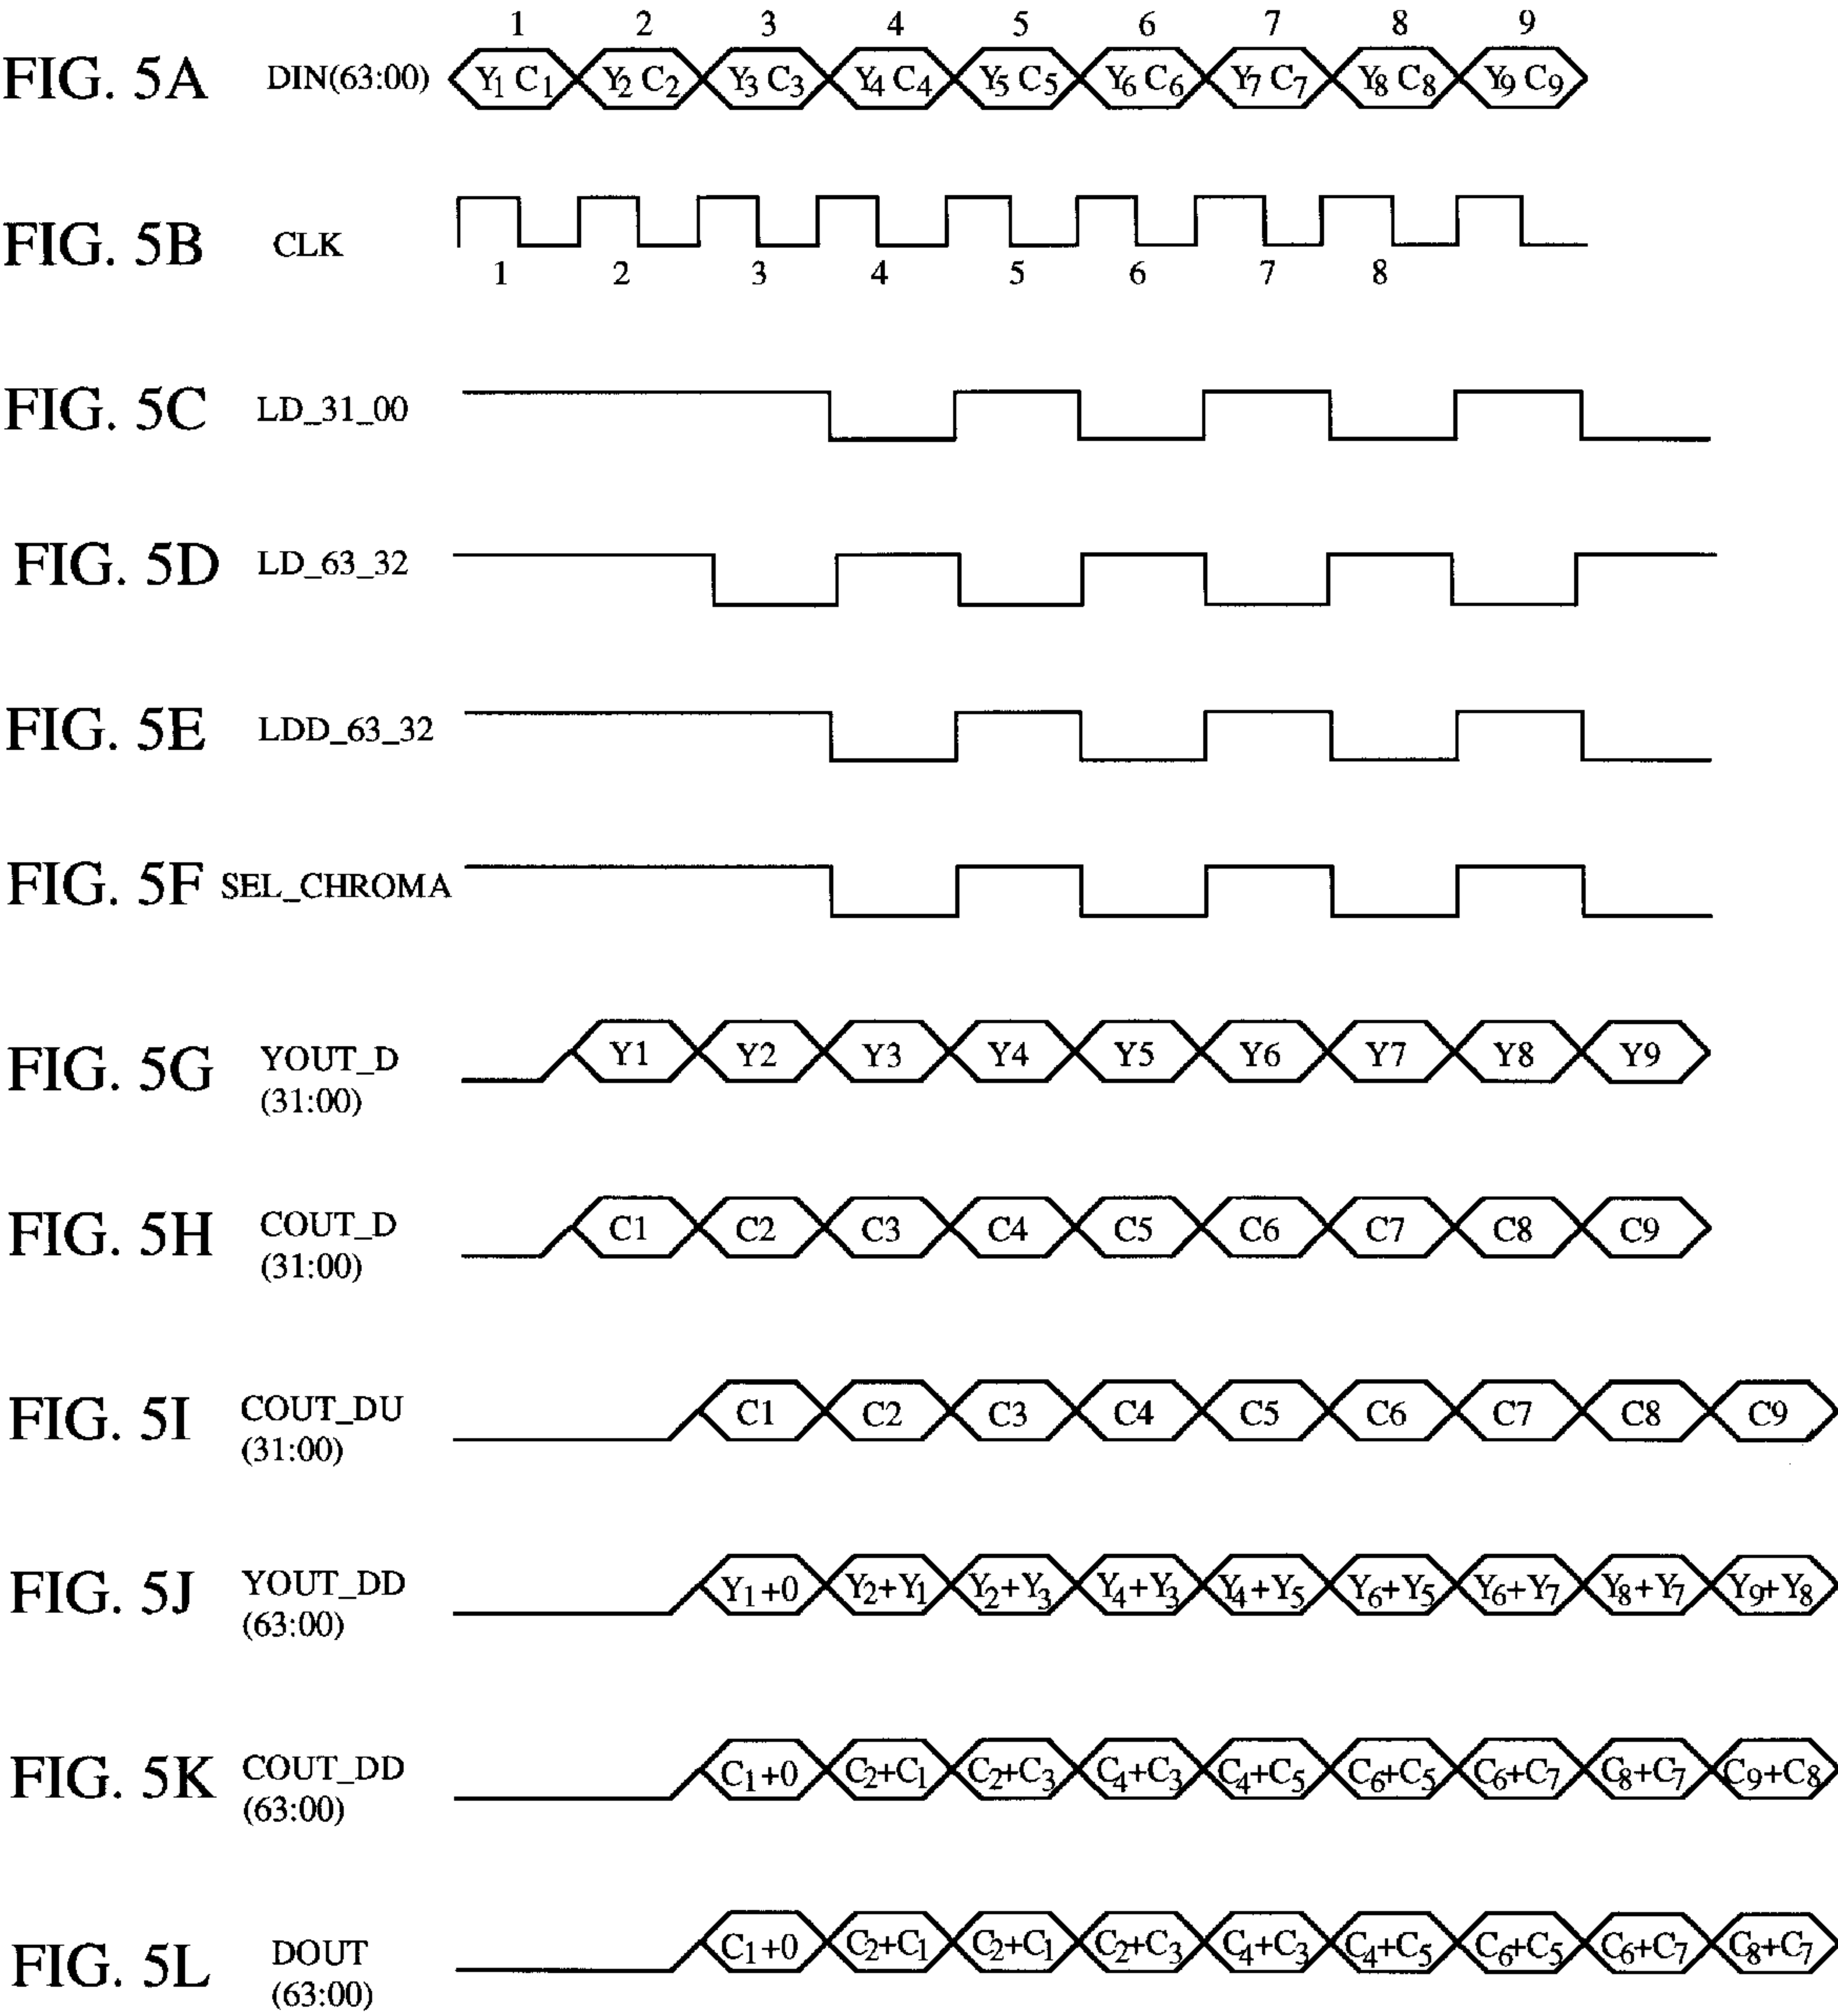 1 2 3 4 5 6 7 8 9
FIG. 5A DIN(63:00) Y1 C1 Y2 C2 Y3 C3 Y4 C4 Y5 C5 Y6 C6 Y7 C7 Y8 C8 Y9 C9
FIG. 5B CLK
1 2 3 4 5 6 7 8
FIG. 5C LD_31_00
FIG. 5D LD_63_32
FIG. 5E LDD_63_32
FIG. 5F SEL_CHROMA
FIG. 5G YOUT_D Y1 Y2 Y3 Y4 Y5 Y6 Y7 Y8 Y9
(31:00)
FIG. 5H COUT_D C1 C2 C3 C4 C5 C6 C7 C8 C9
(31:00)
FIG. 5I COUT_DU C1 C2 C3 C4 C5 C6 C7 C8 C9
(31:00)
FIG. 5J YOUT_DD Y1+0 Y2+Y1 Y2+Y3 Y4+Y3 Y4+Y5 Y6+Y5 Y6+Y7 Y8+Y7 Y9+Y8
(63:00)
FIG. 5K COUT_DD C1+0 C2+C1 C2+C3 C4+C3 C4+C5 C6+C5 C6+C7 C8+C7 C9+C8
(63:00)
FIG. 5L DOUT C1+0 C2+C1 C2+C1 C2+C3 C4+C3 C4+C5 C6+C5 C6+C7 C8+C7
(63:00)